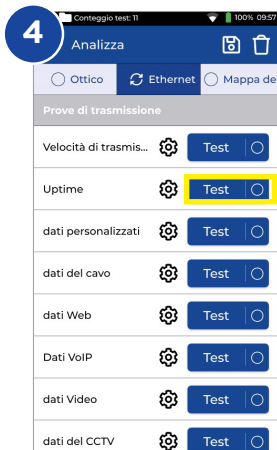 4
Conteggio test: 11 100% 09:57
Analizza
Ottico Ethernet Mappa de
Prove di trasmissione
Velocità di trasmis... Test
Uptime Test
dati personalizzati Test
dati del cavo Test
dati Web Test
Dati VoIP Test
dati Video Test
dati del CCTV Test